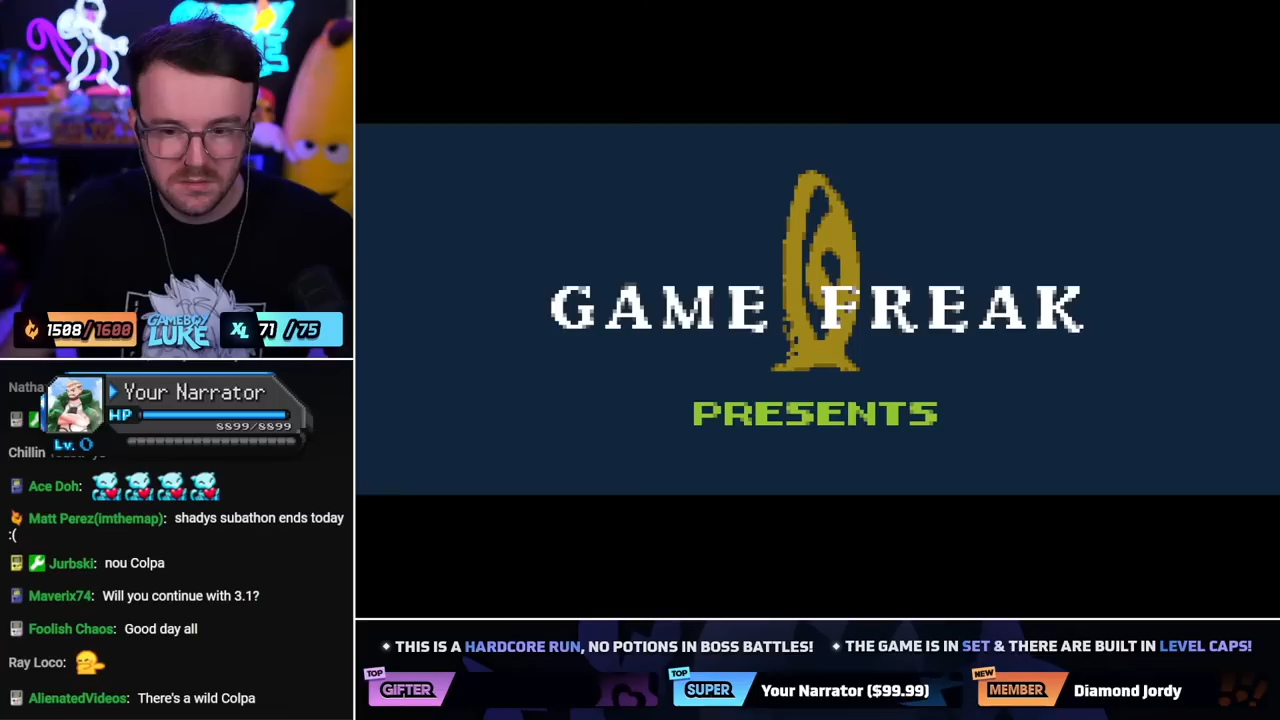 1508/1600
GAMEBOY
LUKE
XL 71 /75
Natha
Your Narrator
HP
8899/8899
Lv. 0
Chillin
Ace Doh:
Matt Perez(imthemap): shadys subathon ends today
:(
Jurbski: nou Colpa
Maverix74: Will you continue with 3.1?
Foolish Chaos: Good day all
Ray Loco:
AlienatedVideos: There's a wild Colpa
GAME FREAK
PRESENTS
THIS IS A HARDCORE RUN, NO POTIONS IN BOSS BATTLES! THE GAME IS IN SET & THERE ARE BUILT IN LEVEL CAPS!
TOP
GIFTER
TOP
SUPER
Your Narrator ($99.99)
NEW
MEMBER
Diamond Jordy